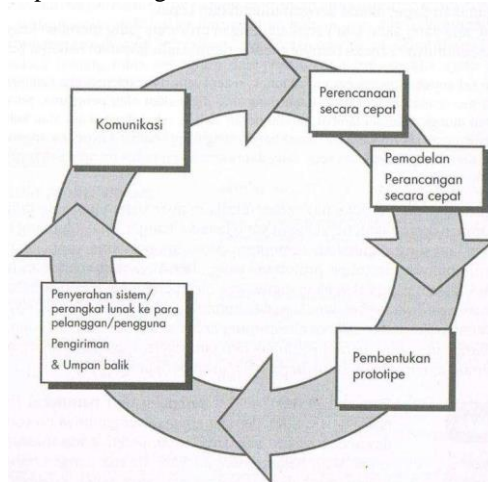 Komunikasi
Perencanaan
secara cepat
Pemodelan
Perancangan
secara cepat
Pembentukan
prototipe
Penyerahan sistem/
perangkat lunak ke para
pelanggan/pengguna
Pengiriman
& Umpan balik